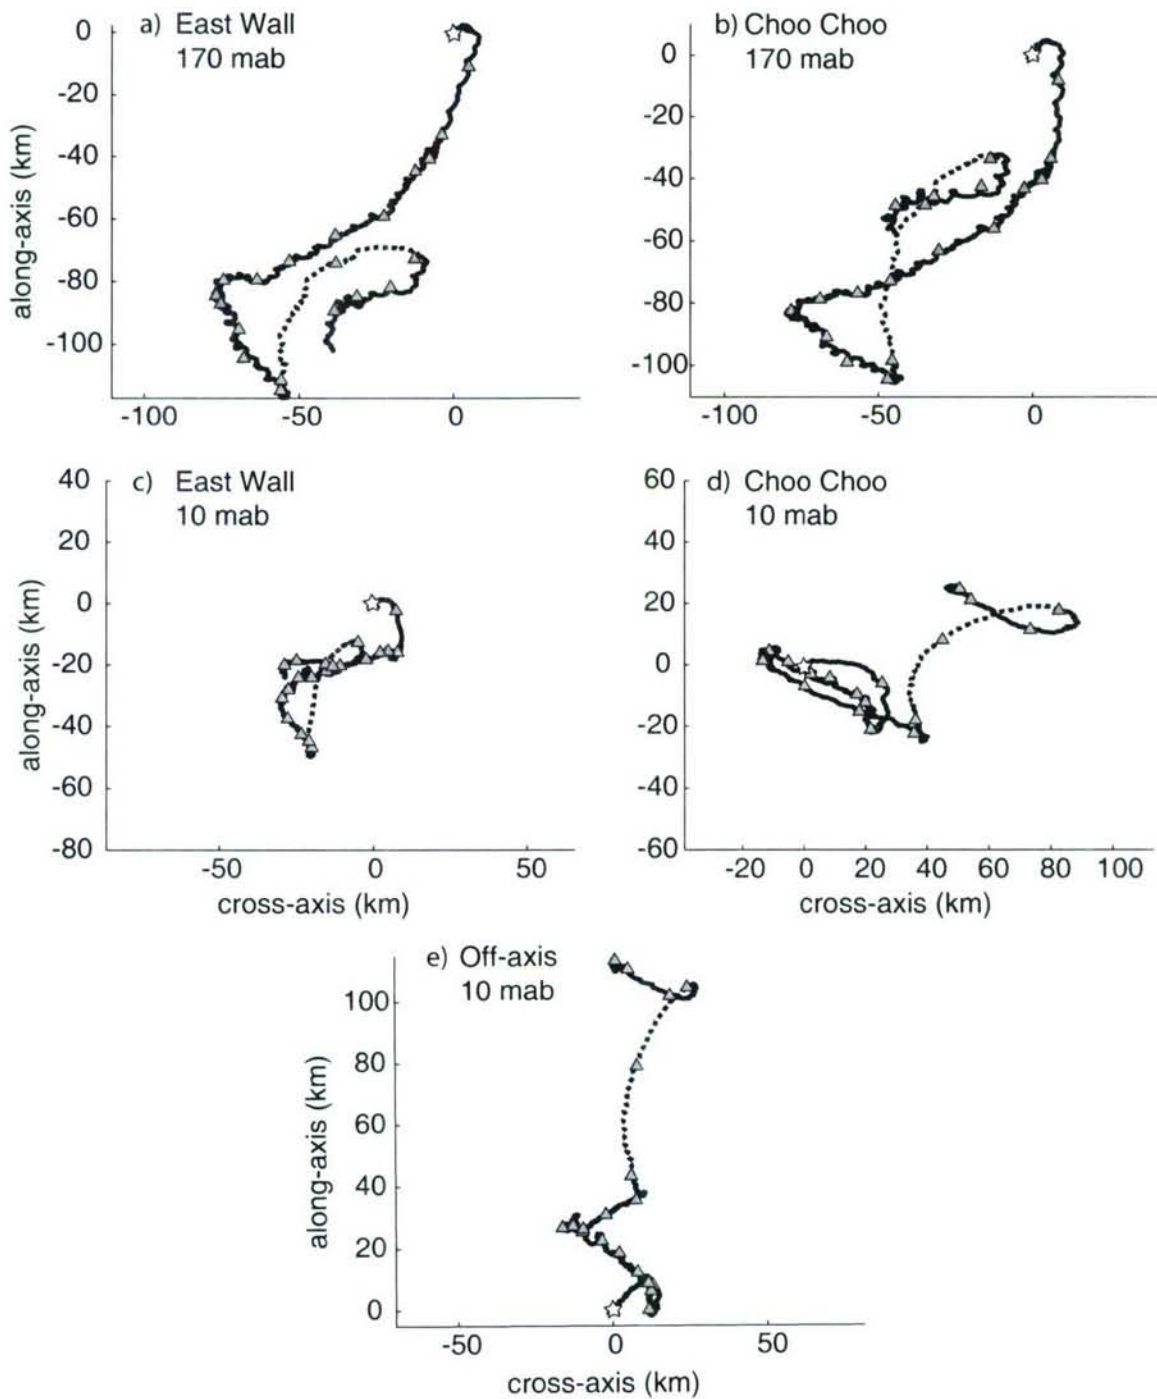 a) East Wall
170 mab
0
-20
-40
-60
-80
-100
along-axis (km)
-100 -50 0
b) Choo Choo
170 mab
0
-20
-40
-60
-80
-100
-100 -50 0
c) East Wall
10 mab
40
20
0
-20
-40
-60
-80
along-axis (km)
-50 0 50
cross-axis (km)
d) Choo Choo
10 mab
60
40
20
0
-20
-40
-60
-20 0 20 40 60 80 100
cross-axis (km)
e) Off-axis
10 mab
100
80
60
40
20
0
along-axis (km)
-50 0 50
cross-axis (km)